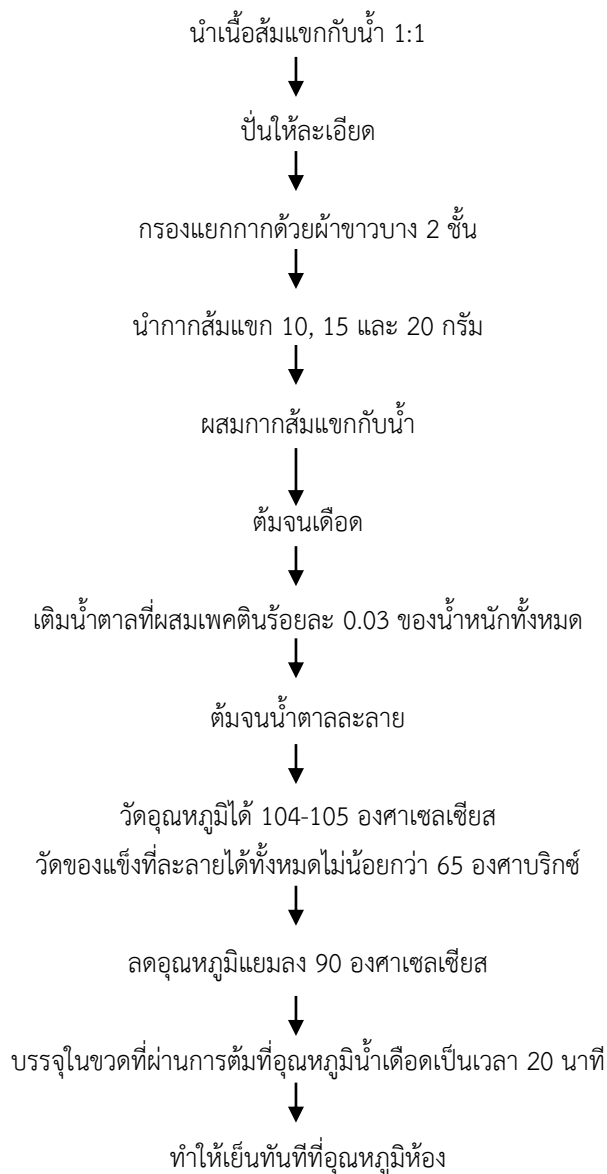 นำเนื้อส้มแขกกับน้ำ 1:1
ปั่นให้ละเอียด
กรองแยกกากด้วยผ้าขาวบาง 2 ชั้น
นำกากส้มแขก 10, 15 และ 20 กรัม
ผสมกากส้มแขกกับน้ำ
ต้มจนเดือด
เติมน้ำตาลที่ผสมเพคตินร้อยละ 0.03 ของน้ำหนักทั้งหมด
ต้มจนน้ำตาลละลาย
วัดอุณหภูมิได้ 104-105 องศาเซลเซียส
วัดของแข็งที่ละลายได้ทั้งหมดไม่น้อยกว่า 65 องศาบริกซ์
ลดอุณหภูมิแยมลง 90 องศาเซลเซียส
บรรจุในขวดที่ผ่านการต้มที่อุณหภูมิน้ำเดือดเป็นเวลา 20 นาที
ทำให้เย็นทันทีที่อุณหภูมิห้อง